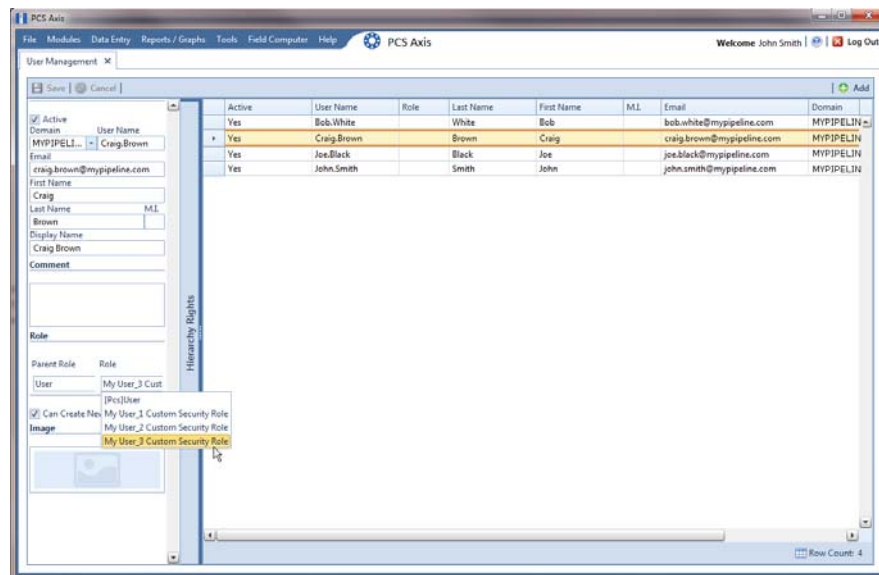 PCS Axis
File Modules Data Entry Reports / Graphs Tools Field Computer Help PCS Axis Welcome John Smith | | Log Out
User Management ×
Save | Cancel | | Add
Active
Domain User Name
MYPIPELI... Craig.Brown
Email
craig.brown@mypipeline.com
First Name
Craig
Last Name M.I.
Brown
Display Name
Craig Brown
Comment
Role
Parent Role Role
User My User_3 Cust
[Pcs]User
Can Create Nev My User_1 Custom Security Role
Image My User_2 Custom Security Role
My User_3 Custom Security Role
Hierarchy Rights
Active User Name Role Last Name First Name M.I. Email Domain
Yes Bob.White White Bob bob.white@mypipeline.com MYPIPELIN
Yes Craig.Brown Brown Craig craig.brown@mypipeline.com MYPIPELIN
Yes Joe.Black Black Joe joe.black@mypipeline.com MYPIPELIN
Yes John.Smith Smith John john.smith@mypipeline.com MYPIPELIN
Row Count: 4